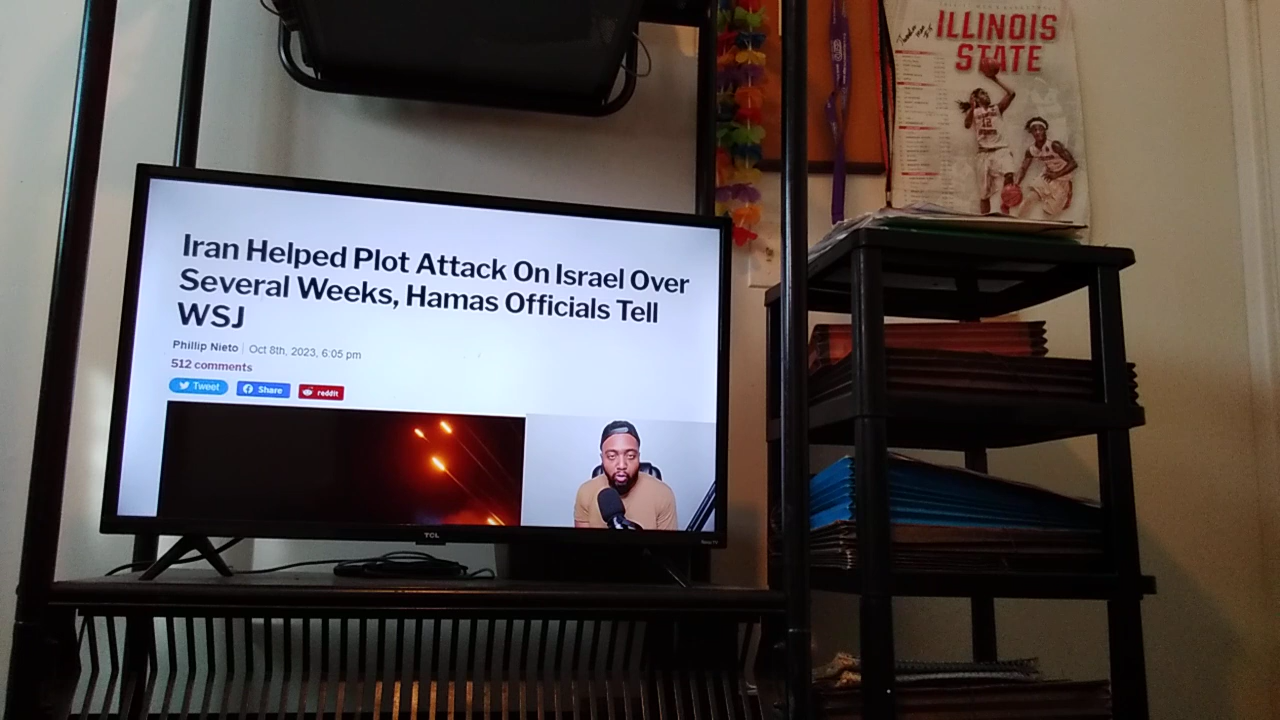 ILLINOIS
STATE
12
Iran Helped Plot Attack On Israel Over
Several Weeks, Hamas Officials Tell
WSJ
Phillip Nieto | Oct 8th, 2023, 6:05 pm
512 comments
Tweet
Share
reddit
TCL